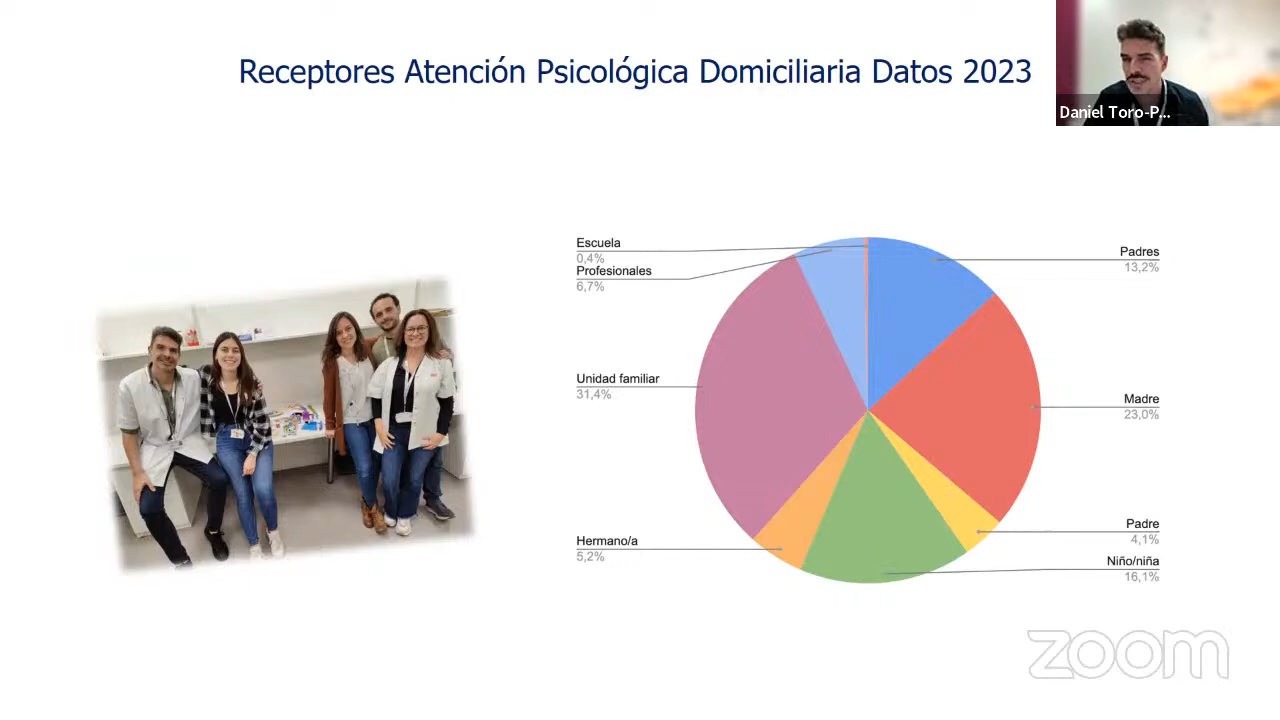 Receptores Atención Psicológica Domiciliaria Datos 2023
Daniel Toro-P...
Escuela
0,4%
Profesionales
6,7%
Unidad familiar
31,4%
Hermano/a
5,2%
Padres
13,2%
Madre
23,0%
Padre
4,1%
Niño/niña
16,1%
zoom